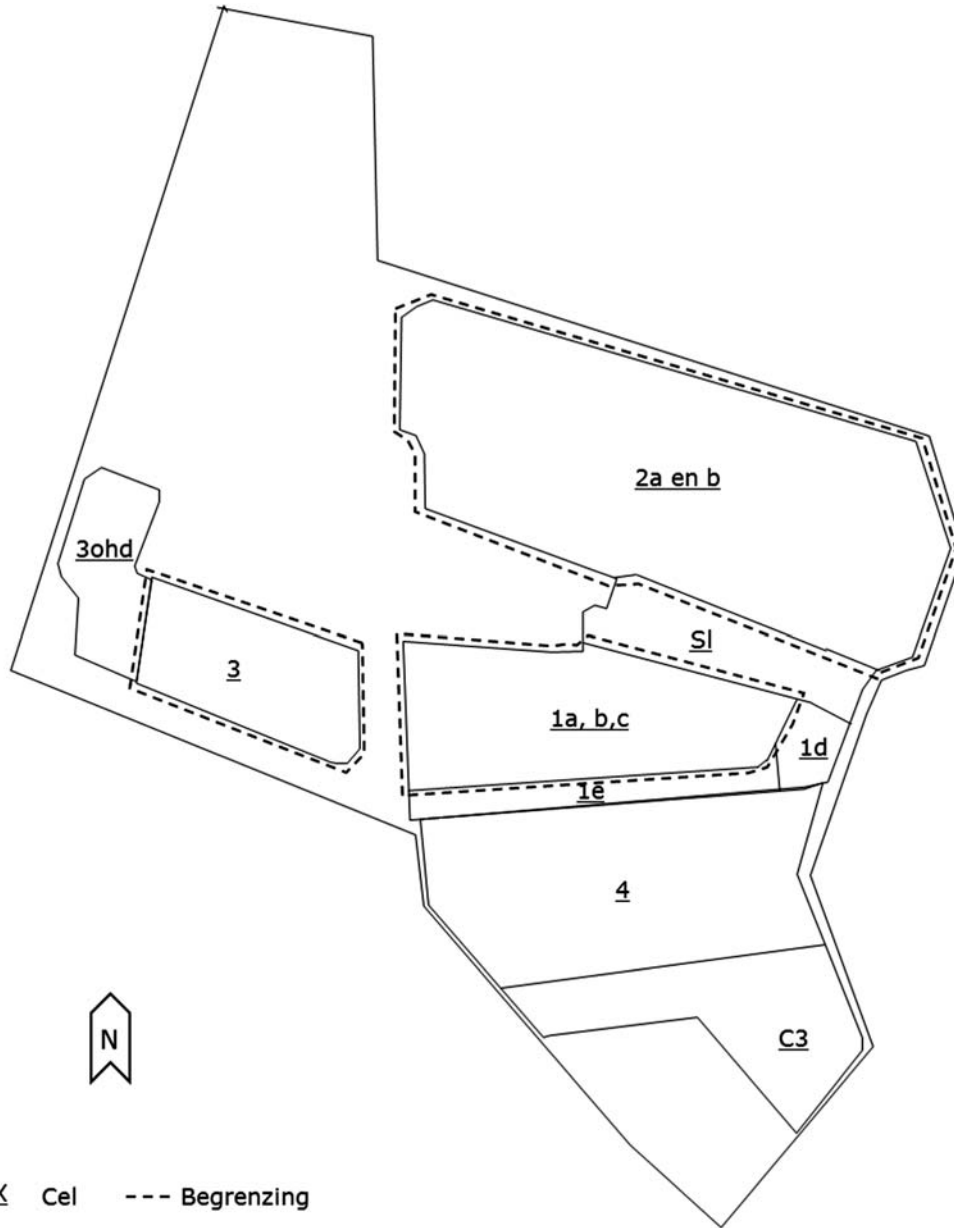 2a en b
3ohd
Sl
3
1a, b,c
1d
1e
4
N
C3
X Cel --- Begrenzing